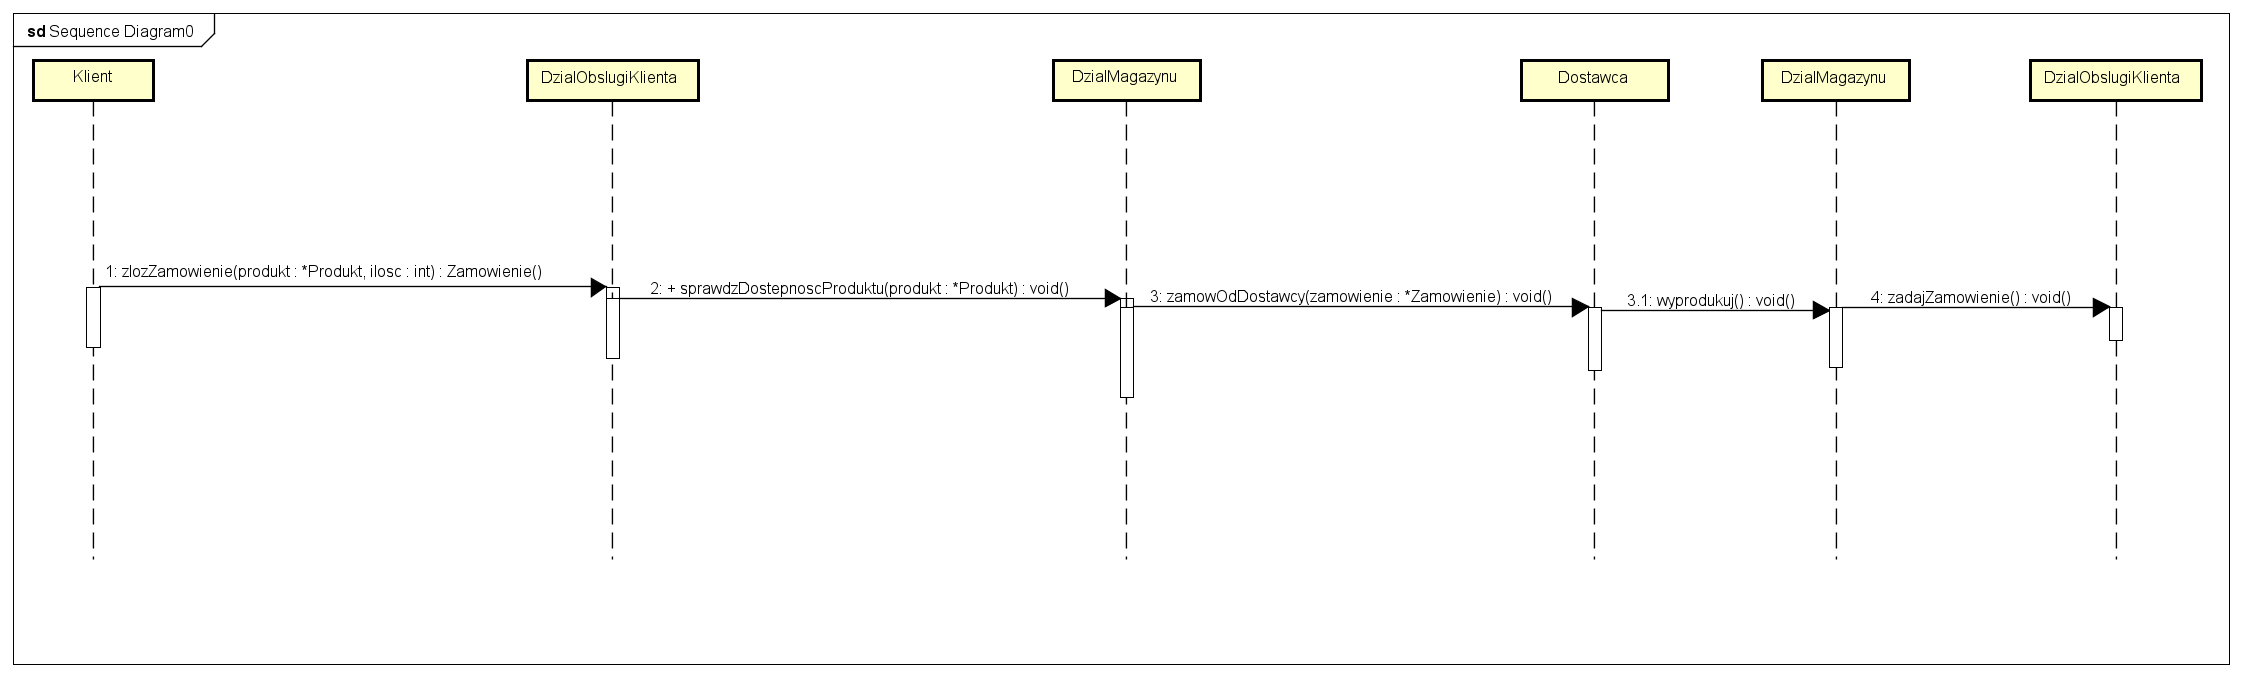 sd Sequence Diagram0
Klient
DzialObslugiKlienta
DzialMagazynu
Dostawca
DzialMagazynu
DzialObslugiKlienta
1: zlozZamowienie(produkt : *Produkt, ilosc : int) : Zamowienie()
2: + sprawdzDostepnoscProduktu(produkt : *Produkt) : void()
3: zamowOdDostawcy(zamowienie : *Zamowienie) : void()
3.1: wyprodukuj() : void()
4: zadajZamowienie() : void()